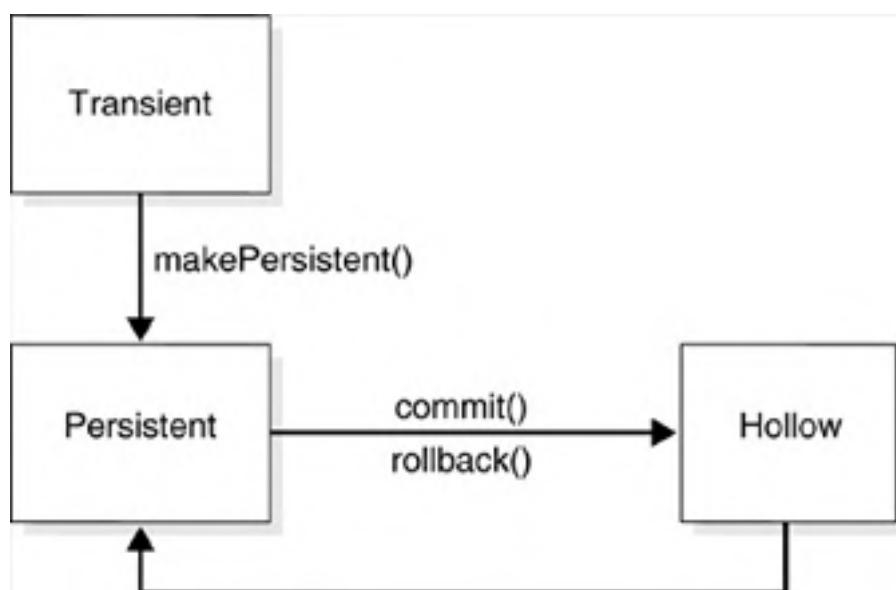 Transient
makePersistent()
Persistent
commit()
Hollow
rollback()